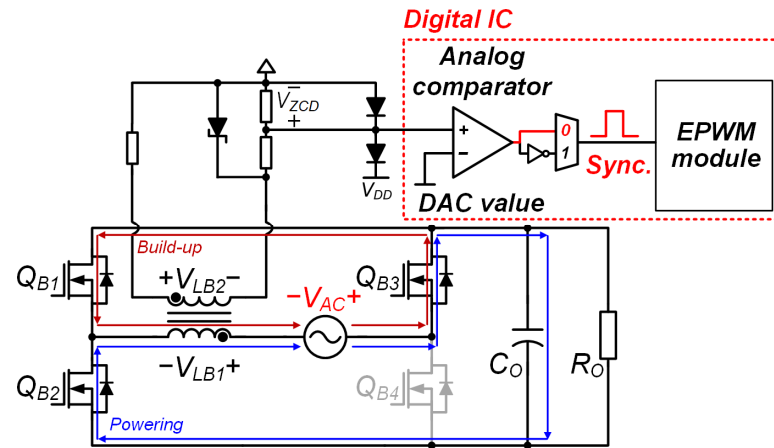 Digital IC
Analog
comparator
V_ZCD
−
+
+
−
0
1
Sync.
EPWM
module
V_DD
DAC value
Build-up
Q_B1
+V_LB2−
Q_B3
−V_AC+
−V_LB1+
C_O
R_O
Q_B2
Q_B4
Powering